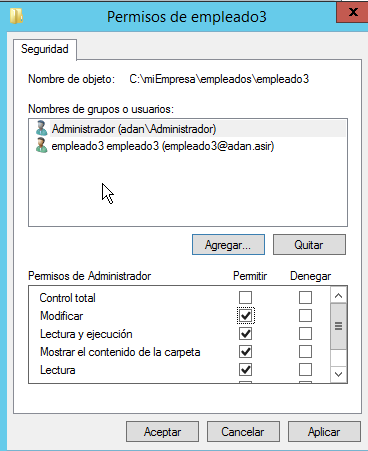 Permisos de empleado3
x
Seguridad
Nombre de objeto: C:\miEmpresa\empleados\empleado3
Nombres de grupos o usuarios:
Administrador (adan\Administrador)
empleado3 empleado3 (empleado3@adan.asir)
Agregar... Quitar
Permisos de Administrador Permitir Denegar
Control total
Modificar
Lectura y ejecución
Mostrar el contenido de la carpeta
Lectura
Aceptar Cancelar Aplicar